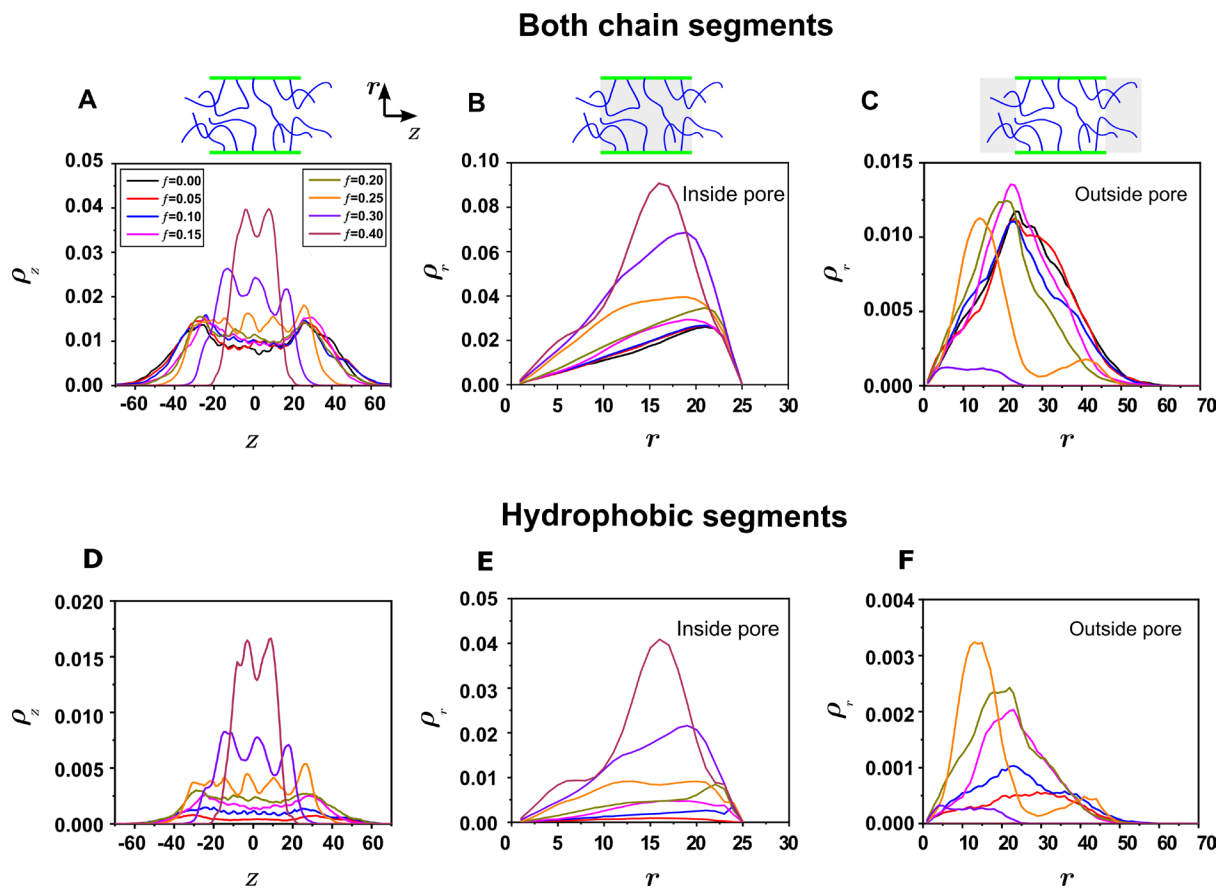 Both chain segments
A
r
z
B
C
0.05
0.04
0.03
0.02
0.01
0.00
ρz
f=0.00
f=0.05
f=0.10
f=0.15
f=0.20
f=0.25
f=0.30
f=0.40
-60 -40 -20 0 20 40 60
z
0.10
0.08
0.06
0.04
0.02
0.00
ρr
Inside pore
0 5 10 15 20 25 30
r
0.015
0.010
0.005
0.000
ρr
Outside pore
0 10 20 30 40 50 60 70
r
Hydrophobic segments
D
E
F
0.020
0.015
0.010
0.005
0.000
ρz
-60 -40 -20 0 20 40 60
z
0.05
0.04
0.03
0.02
0.01
0.00
ρr
Inside pore
0 5 10 15 20 25 30
r
0.004
0.003
0.002
0.001
0.000
ρr
Outside pore
0 10 20 30 40 50 60 70
r